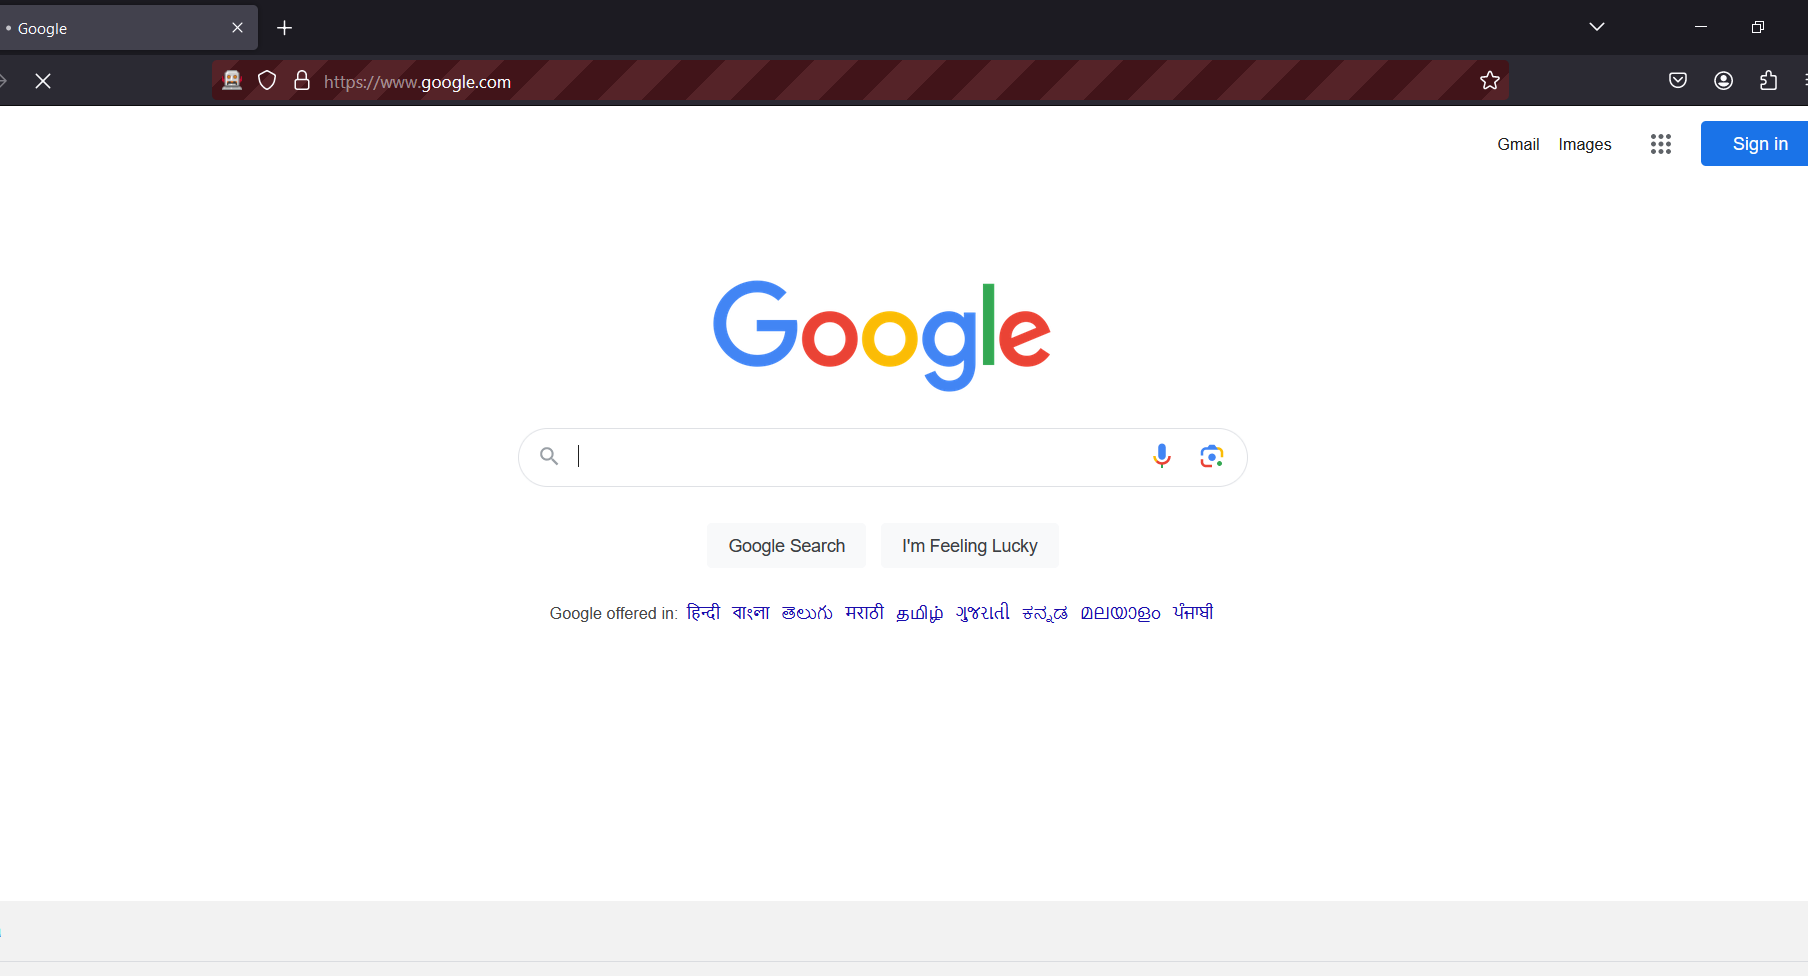 Google
https://www.google.com
Gmail Images Sign in
Google
Google Search I'm Feeling Lucky
Google offered in: हिन्दी বাংলা తెలుగు मराठी தமிழ் ગુજરાતી ಕನ್ನಡ മലയാളം ਪੰਜਾਬੀ